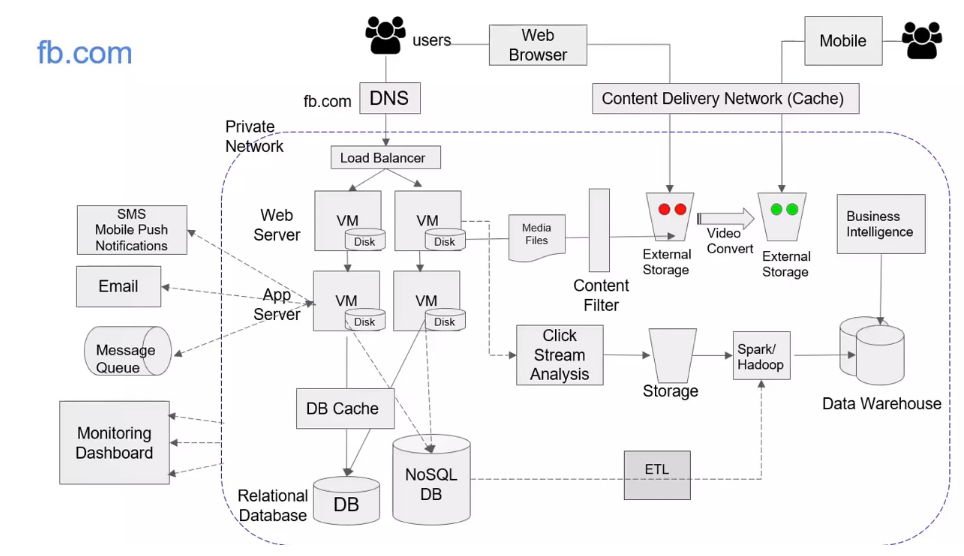 fb.com
users
Web
Browser
Mobile
fb.com
DNS
Content Delivery Network (Cache)
Private
Network
Load Balancer
Web
Server
VM
Disk
VM
Disk
Media
Files
Content
Filter
External
Storage
Video
Convert
External
Storage
Business
Intelligence
SMS
Mobile Push
Notifications
Email
Message
Queue
App
Server
VM
Disk
VM
Disk
Click
Stream
Analysis
Storage
Spark/
Hadoop
Data Warehouse
Monitoring
Dashboard
DB Cache
Relational
Database
DB
NoSQL
DB
ETL